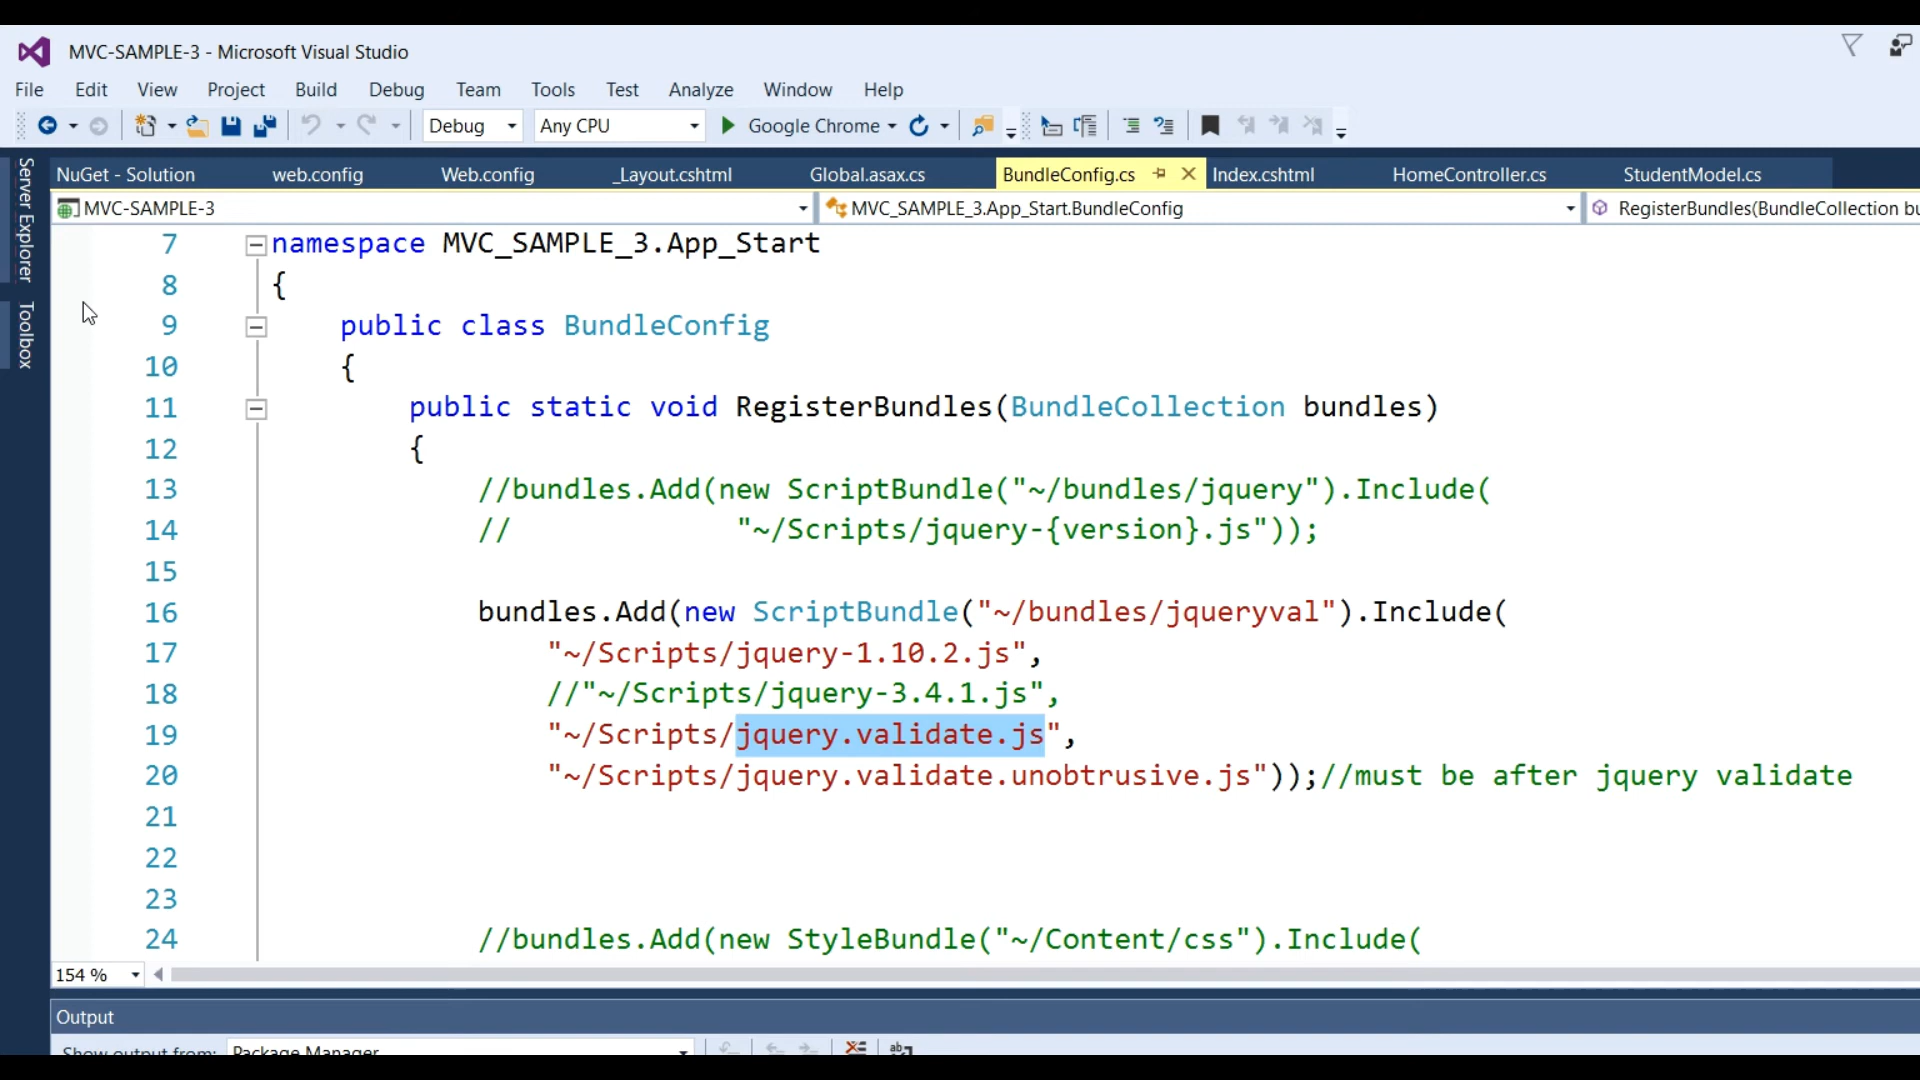 MVC-SAMPLE-3 - Microsoft Visual Studio
File Edit View Project Build Debug Team Tools Test Analyze Window Help
Debug Any CPU Google Chrome
NuGet - Solution web.config Web.config _Layout.cshtml Global.asax.cs BundleConfig.cs Index.cshtml HomeController.cs StudentModel.cs
MVC-SAMPLE-3 MVC_SAMPLE_3.App_Start.BundleConfig RegisterBundles(BundleCollection bu
Server Explorer
Toolbox
7 namespace MVC_SAMPLE_3.App_Start
8 {
9 public class BundleConfig
10 {
11 public static void RegisterBundles(BundleCollection bundles)
12 {
13 //bundles.Add(new ScriptBundle("~/bundles/jquery").Include(
14 // "~/Scripts/jquery-{version}.js"));
15
16 bundles.Add(new ScriptBundle("~/bundles/jqueryval").Include(
17 "~/Scripts/jquery-1.10.2.js",
18 //"~/Scripts/jquery-3.4.1.js",
19 "~/Scripts/jquery.validate.js",
20 "~/Scripts/jquery.validate.unobtrusive.js"));//must be after jquery validate
21
22
23
24 //bundles.Add(new StyleBundle("~/Content/css").Include(
154 %
Output
Show output from: Package Manager